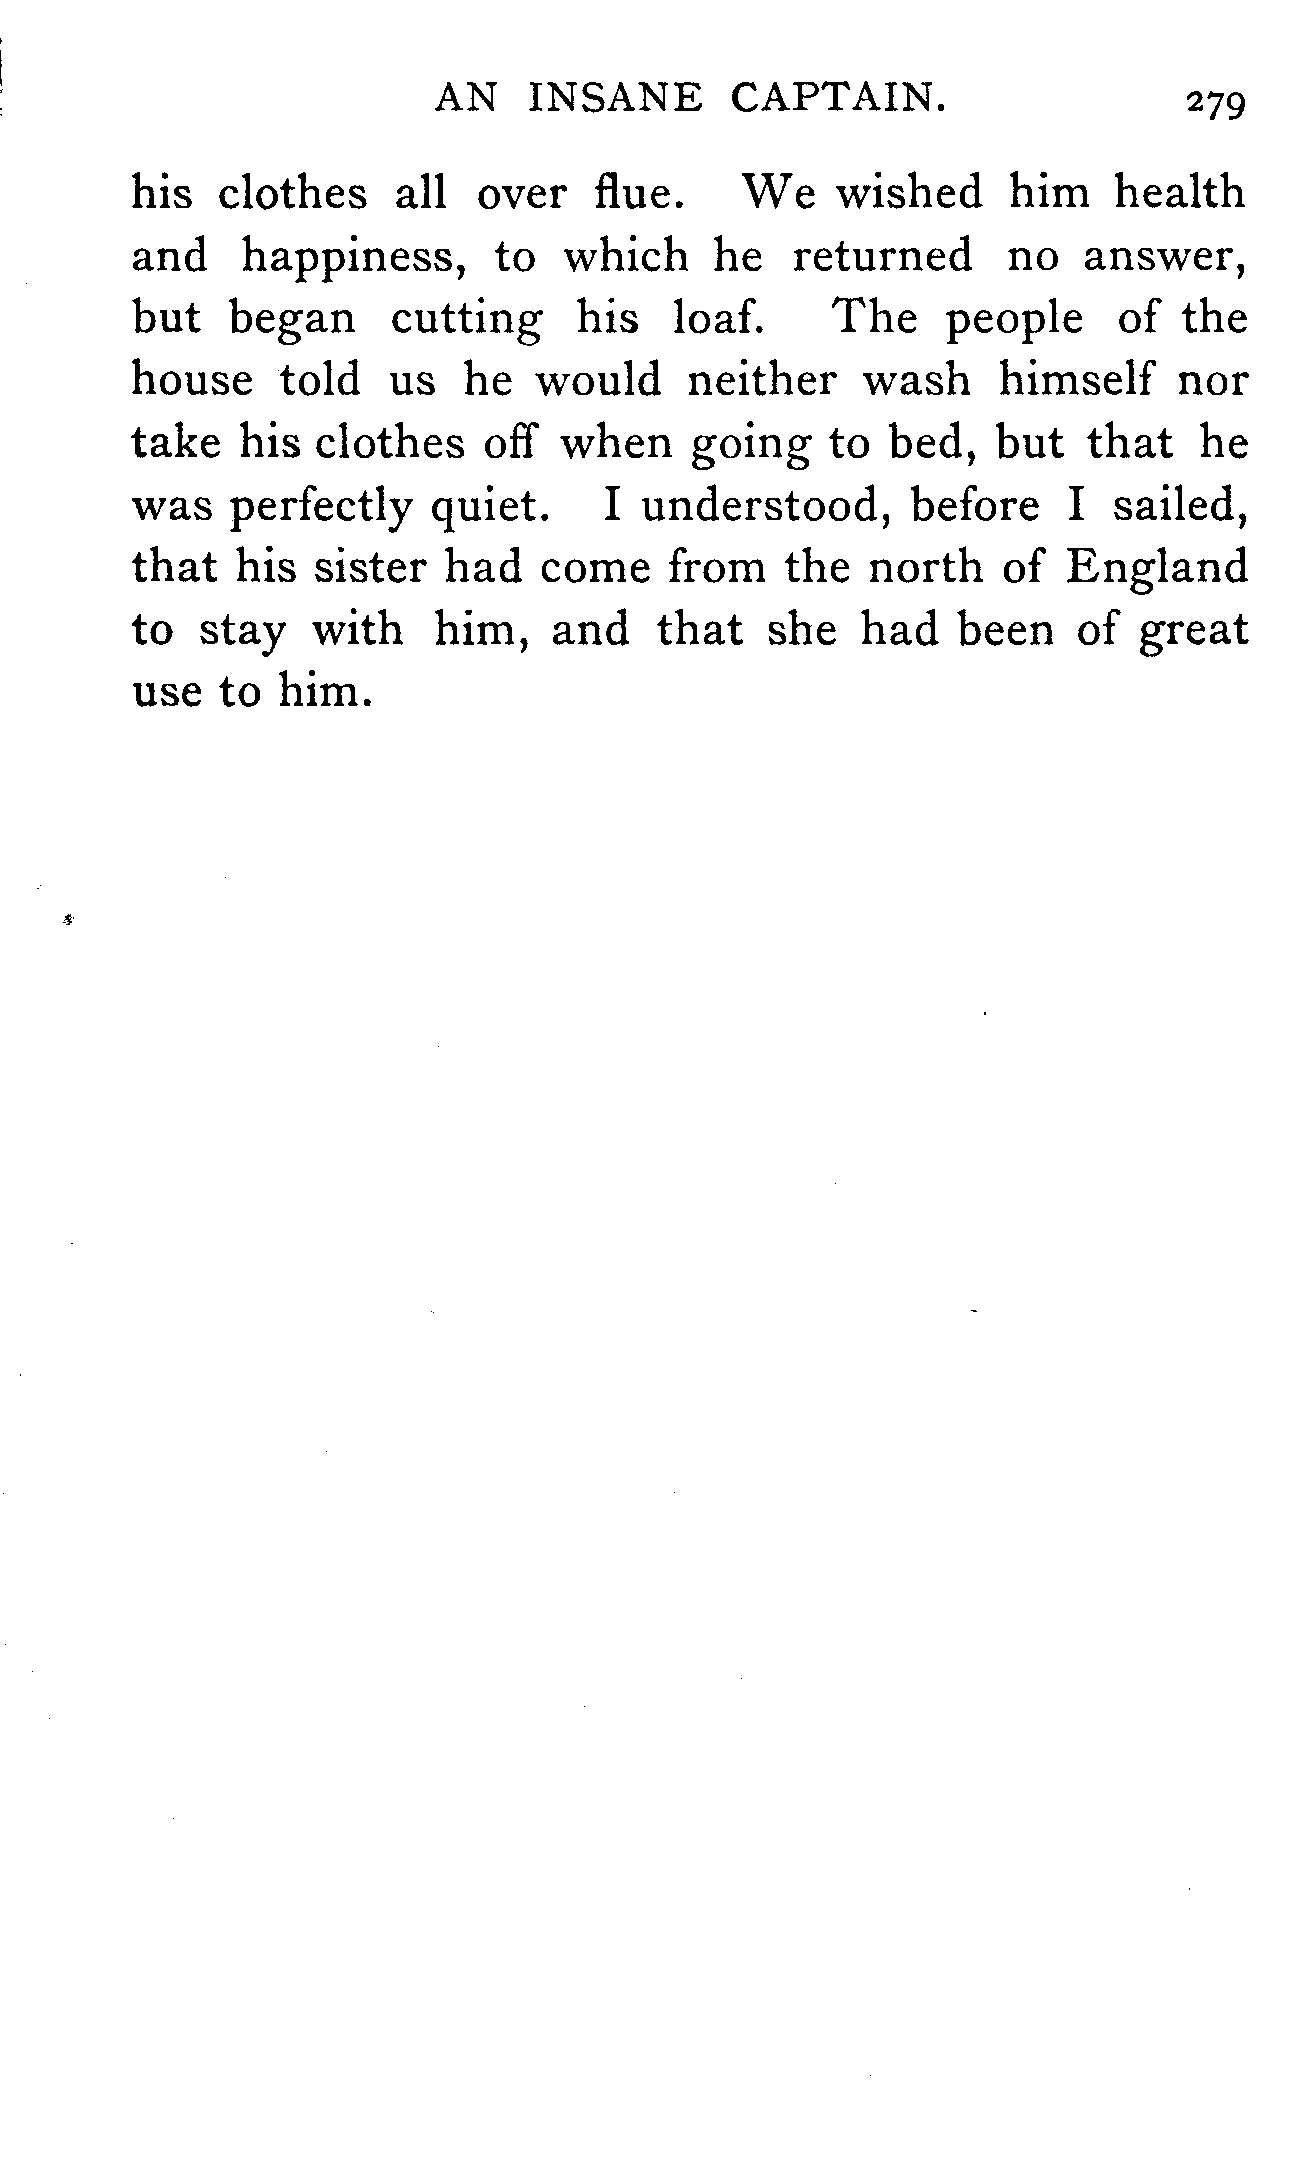 AN INSANE CAPTAIN. 279
his clothes all over flue. We wished him health
and happiness, to which he returned no answer,
but began cutting his loaf. The people of the
house told us he would neither wash himself nor
take his clothes off when going to bed, but that he
was perfectly quiet. I understood, before I sailed,
that his sister had come from the north of England
to stay with him, and that she had been of great
use to him.